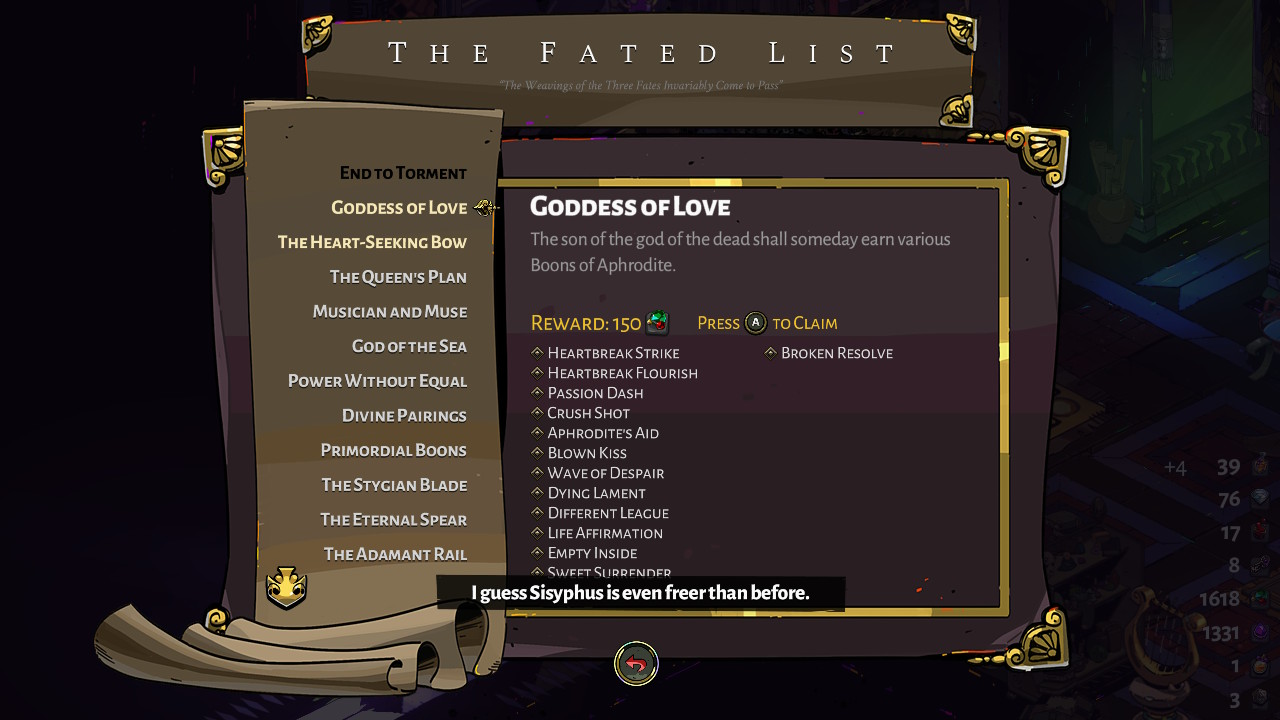 The Fated List
"The Weavings of the Three Fates Invariably Come to Pass"
End to Torment
Goddess of Love
The Heart-Seeking Bow
The Queen's Plan
Musician and Muse
God of the Sea
Power Without Equal
Divine Pairings
Primordial Boons
The Stygian Blade
The Eternal Spear
The Adamant Rail
Goddess of Love
The son of the god of the dead shall someday earn various
Boons of Aphrodite.
Reward: 150 Press A to Claim
Heartbreak Strike
Heartbreak Flourish
Passion Dash
Crush Shot
Aphrodite's Aid
Blown Kiss
Wave of Despair
Dying Lament
Different League
Life Affirmation
Empty Inside
Sweet Surrender
Broken Resolve
I guess Sisyphus is even freer than before.
+4 39
76
17
8
1618
1331
1
3